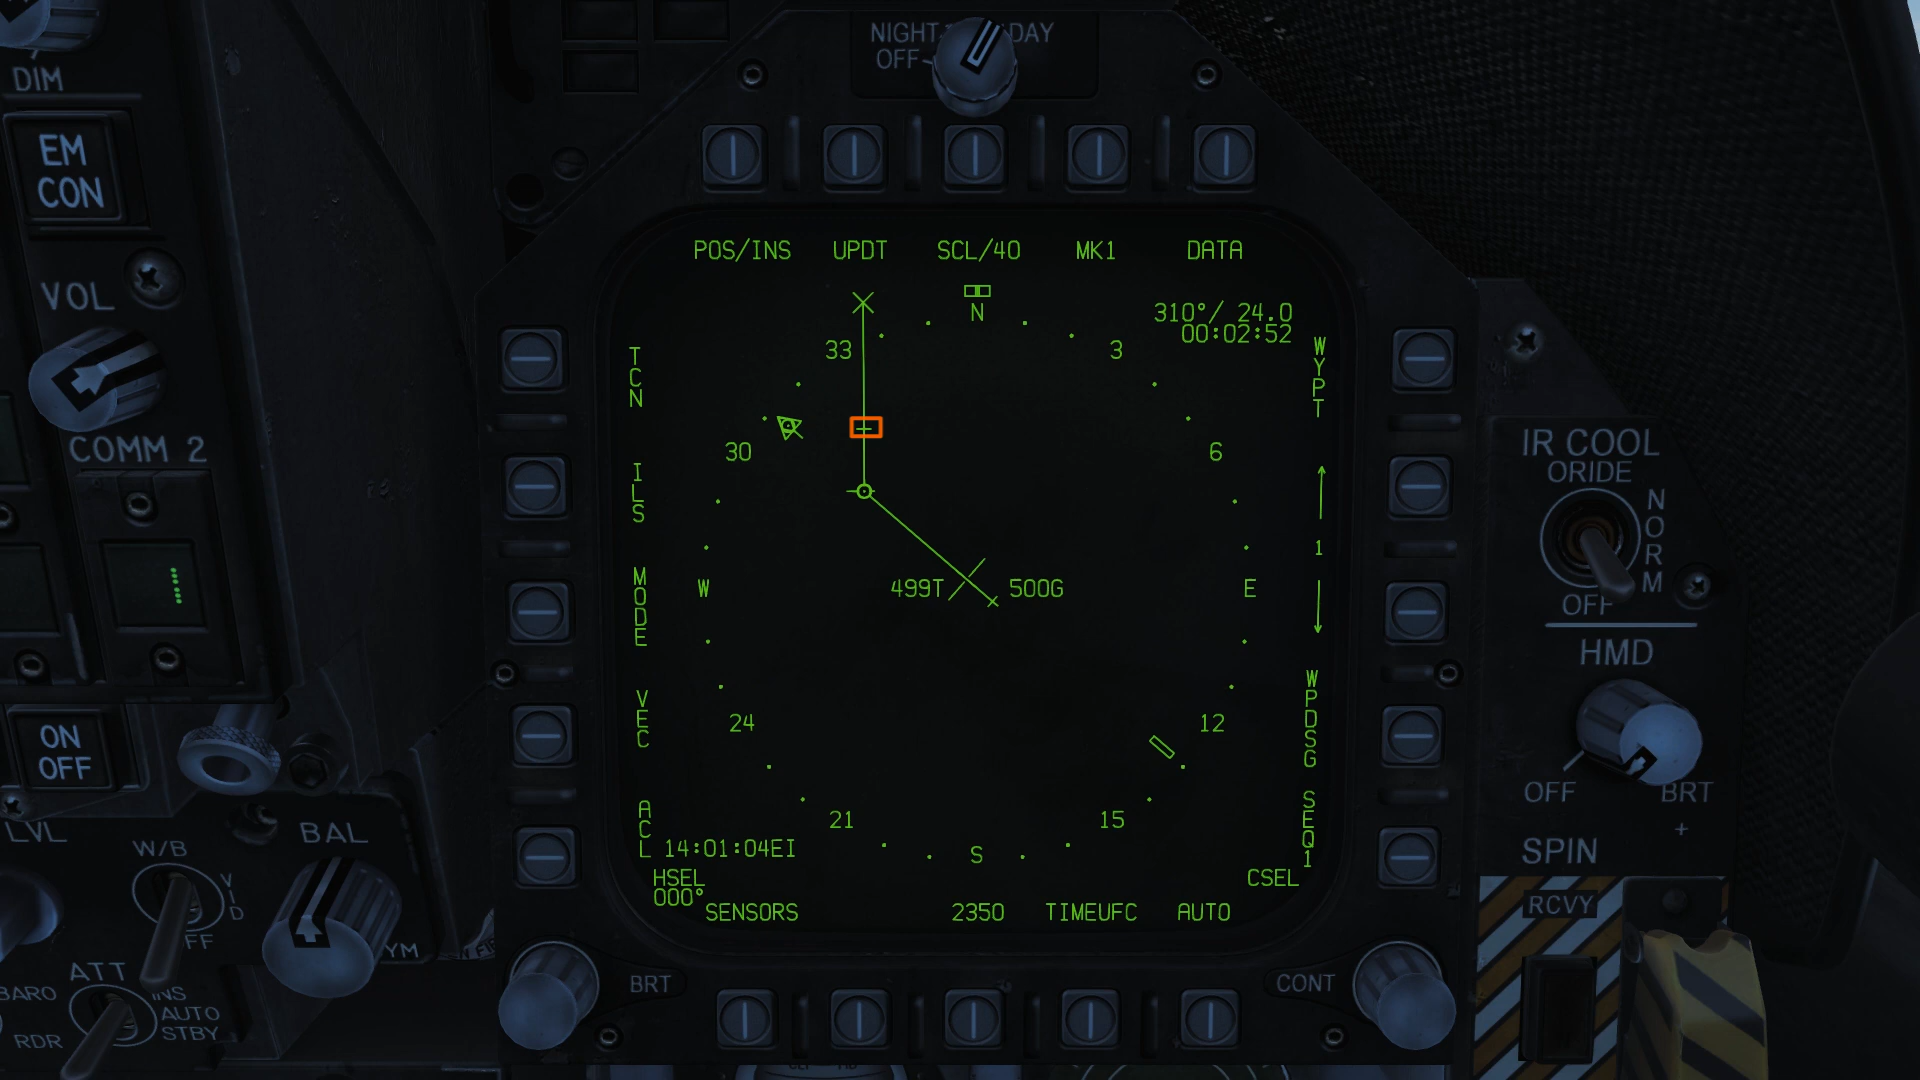 NIGHT DAY
OFF
DIM
EM
CON
VOL
COMM 2
ON
OFF
LVL
W/B
BAL
ATT
BARO
INS
AUTO
STBY
RDR
YM
POS/INS UPDT SCL/40 MK1 DATA
N
310°/ 24.0
00:02:52
33 3
TCN
WYPT
30 6
ILS
1
W 499T 500G E
MODE
VEC
WPDSG
24 12
21 15
S
ACL
SEQ1
14:01:04EI
HSEL
000°
CSEL
SENSORS 2350 TIMEUFC AUTO
BRT
CONT
IR COOL
ORIDE
NORM
OFF
HMD
OFF BRT
+
SPIN
RCVY